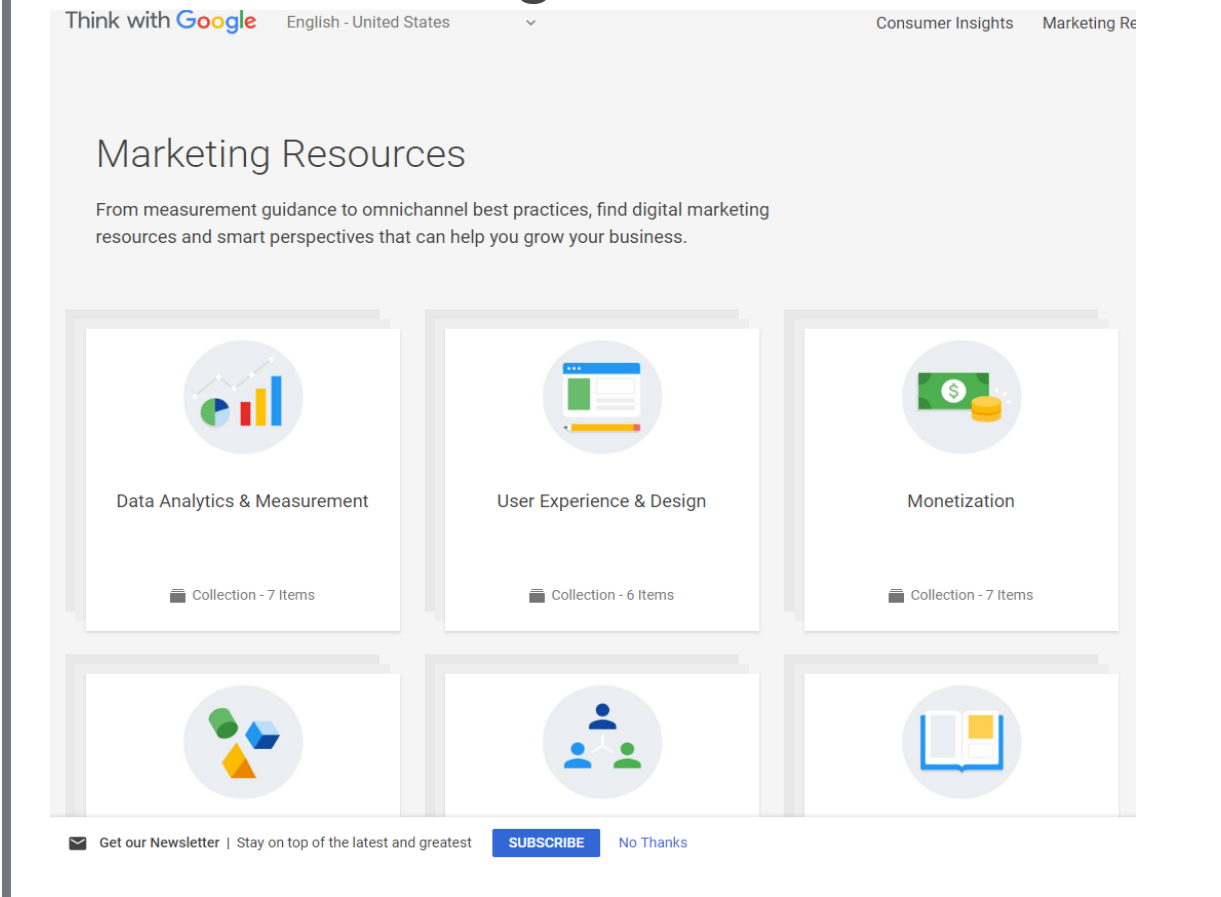 Think with Google English - United States Consumer Insights Marketing Re
Marketing Resources
From measurement guidance to omnichannel best practices, find digital marketing
resources and smart perspectives that can help you grow your business.
$
Data Analytics & Measurement
User Experience & Design
Monetization
Collection - 7 Items
Collection - 6 Items
Collection - 7 Items
Get our Newsletter | Stay on top of the latest and greatest SUBSCRIBE No Thanks